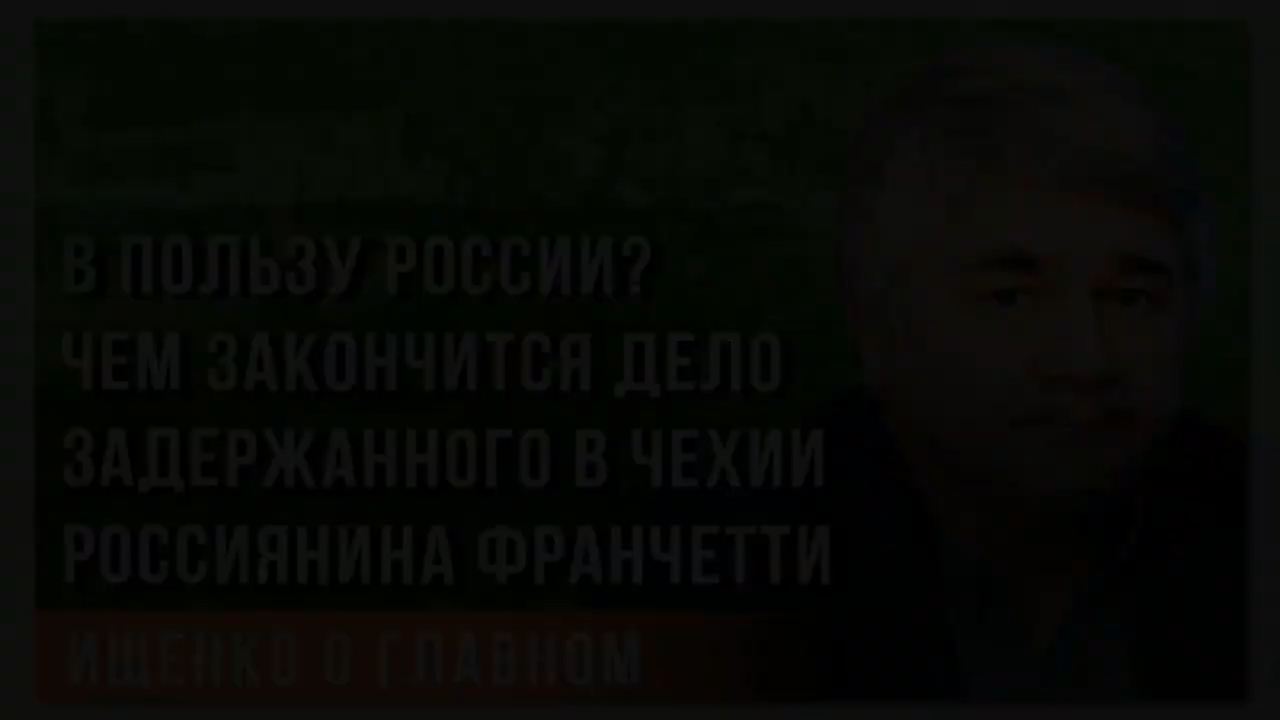 В ПОЛЬЗУ РОССИИ?
ЧЕМ ЗАКОНЧИТСЯ ДЕЛО
ЗАДЕРЖАННОГО В ЧЕХИИ
РОССИЯНИНА ФРАНЧЕТТИ
ИЩЕНКО О ГЛАВНОМ